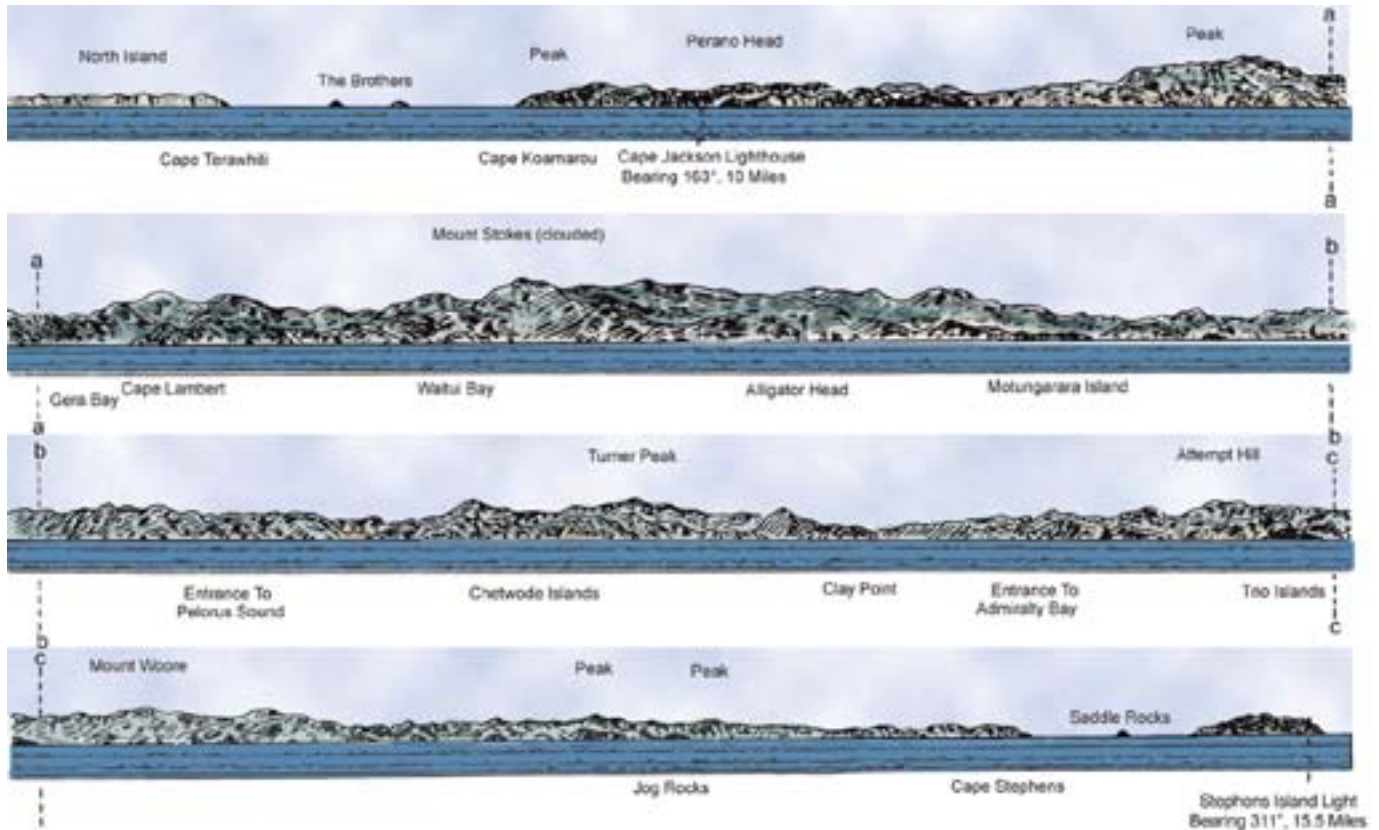 a
Peak
Perano Head
Peak
North Island
The Brothers
Capo Terawhiti
Cape Koamarou
Cape Jackson Lighthouse
Bearing 163°, 10 Miles
a
Mount Stokes (clouded)
a
b
Gera Bay
Cape Lambert
Waitui Bay
Alligator Head
Motungarara Island
a
b
b
c
Turner Peak
Attempt Hill
Entrance To
Pelorus Sound
Chetwode Islands
Clay Point
Entrance To
Admiralty Bay
Trio Islands
b
c
c
Mount Woore
Peak
Peak
Saddle Rocks
Jog Rocks
Cape Stephens
Stephens Island Light
Bearing 311°, 15.5 Miles